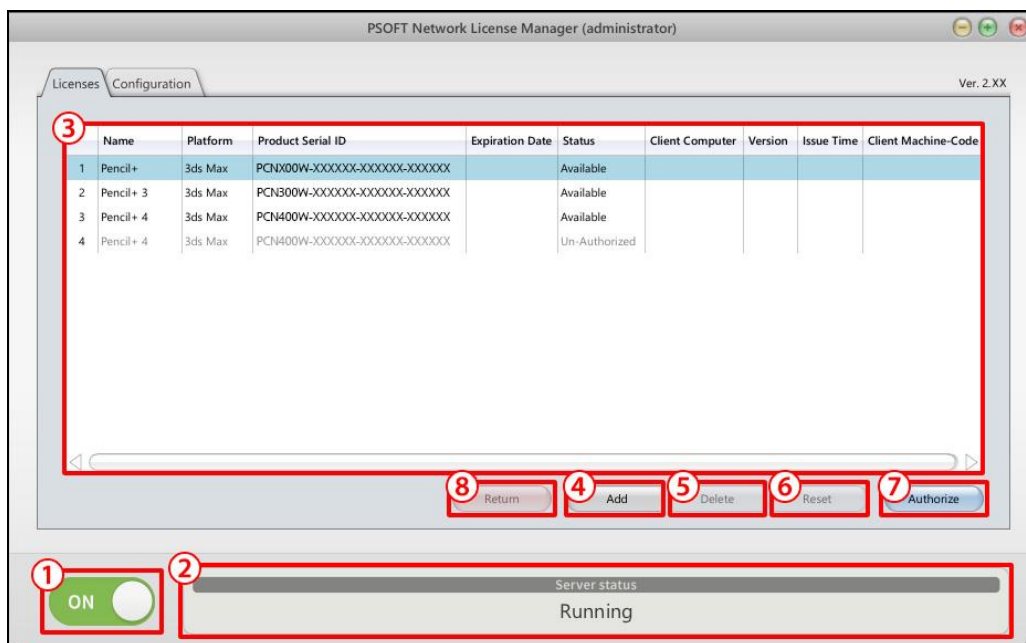 PSOFT Network License Manager (administrator)
Licenses Configuration Ver. 2.XX
3
Name Platform Product Serial ID Expiration Date Status Client Computer Version Issue Time Client Machine-Code
1 Pencil+ 3ds Max PCNX00W-XXXXXX-XXXXXX-XXXXXX Available
2 Pencil+ 3 3ds Max PCN300W-XXXXXX-XXXXXX-XXXXXX Available
3 Pencil+ 4 3ds Max PCN400W-XXXXXX-XXXXXX-XXXXXX Available
4 Pencil+ 4 3ds Max PCN400W-XXXXXX-XXXXXX-XXXXXX Un-Authorized
8 Return 4 Add 5 Delete 6 Reset 7 Authorize
1 ON 2 Server status
Running